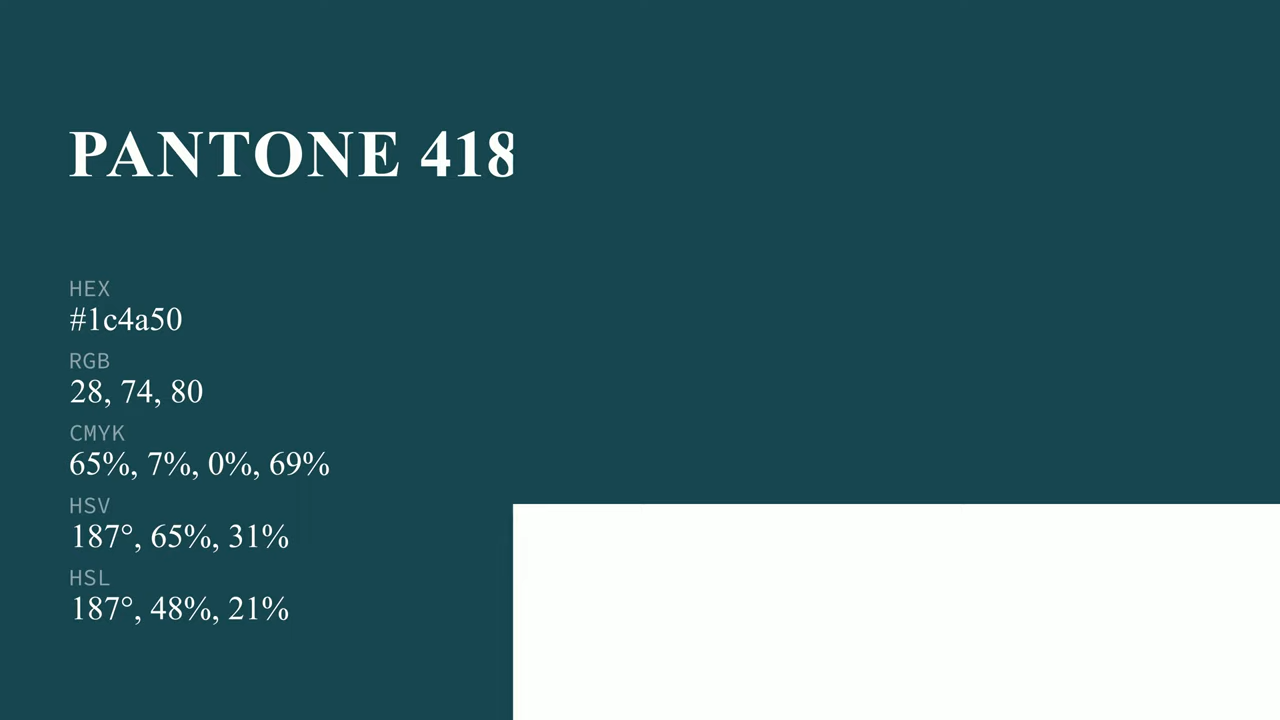 PANTONE 418
HEX
#1c4a50
RGB
28, 74, 80
CMYK
65%, 7%, 0%, 69%
HSV
187°, 65%, 31%
HSL
187°, 48%, 21%